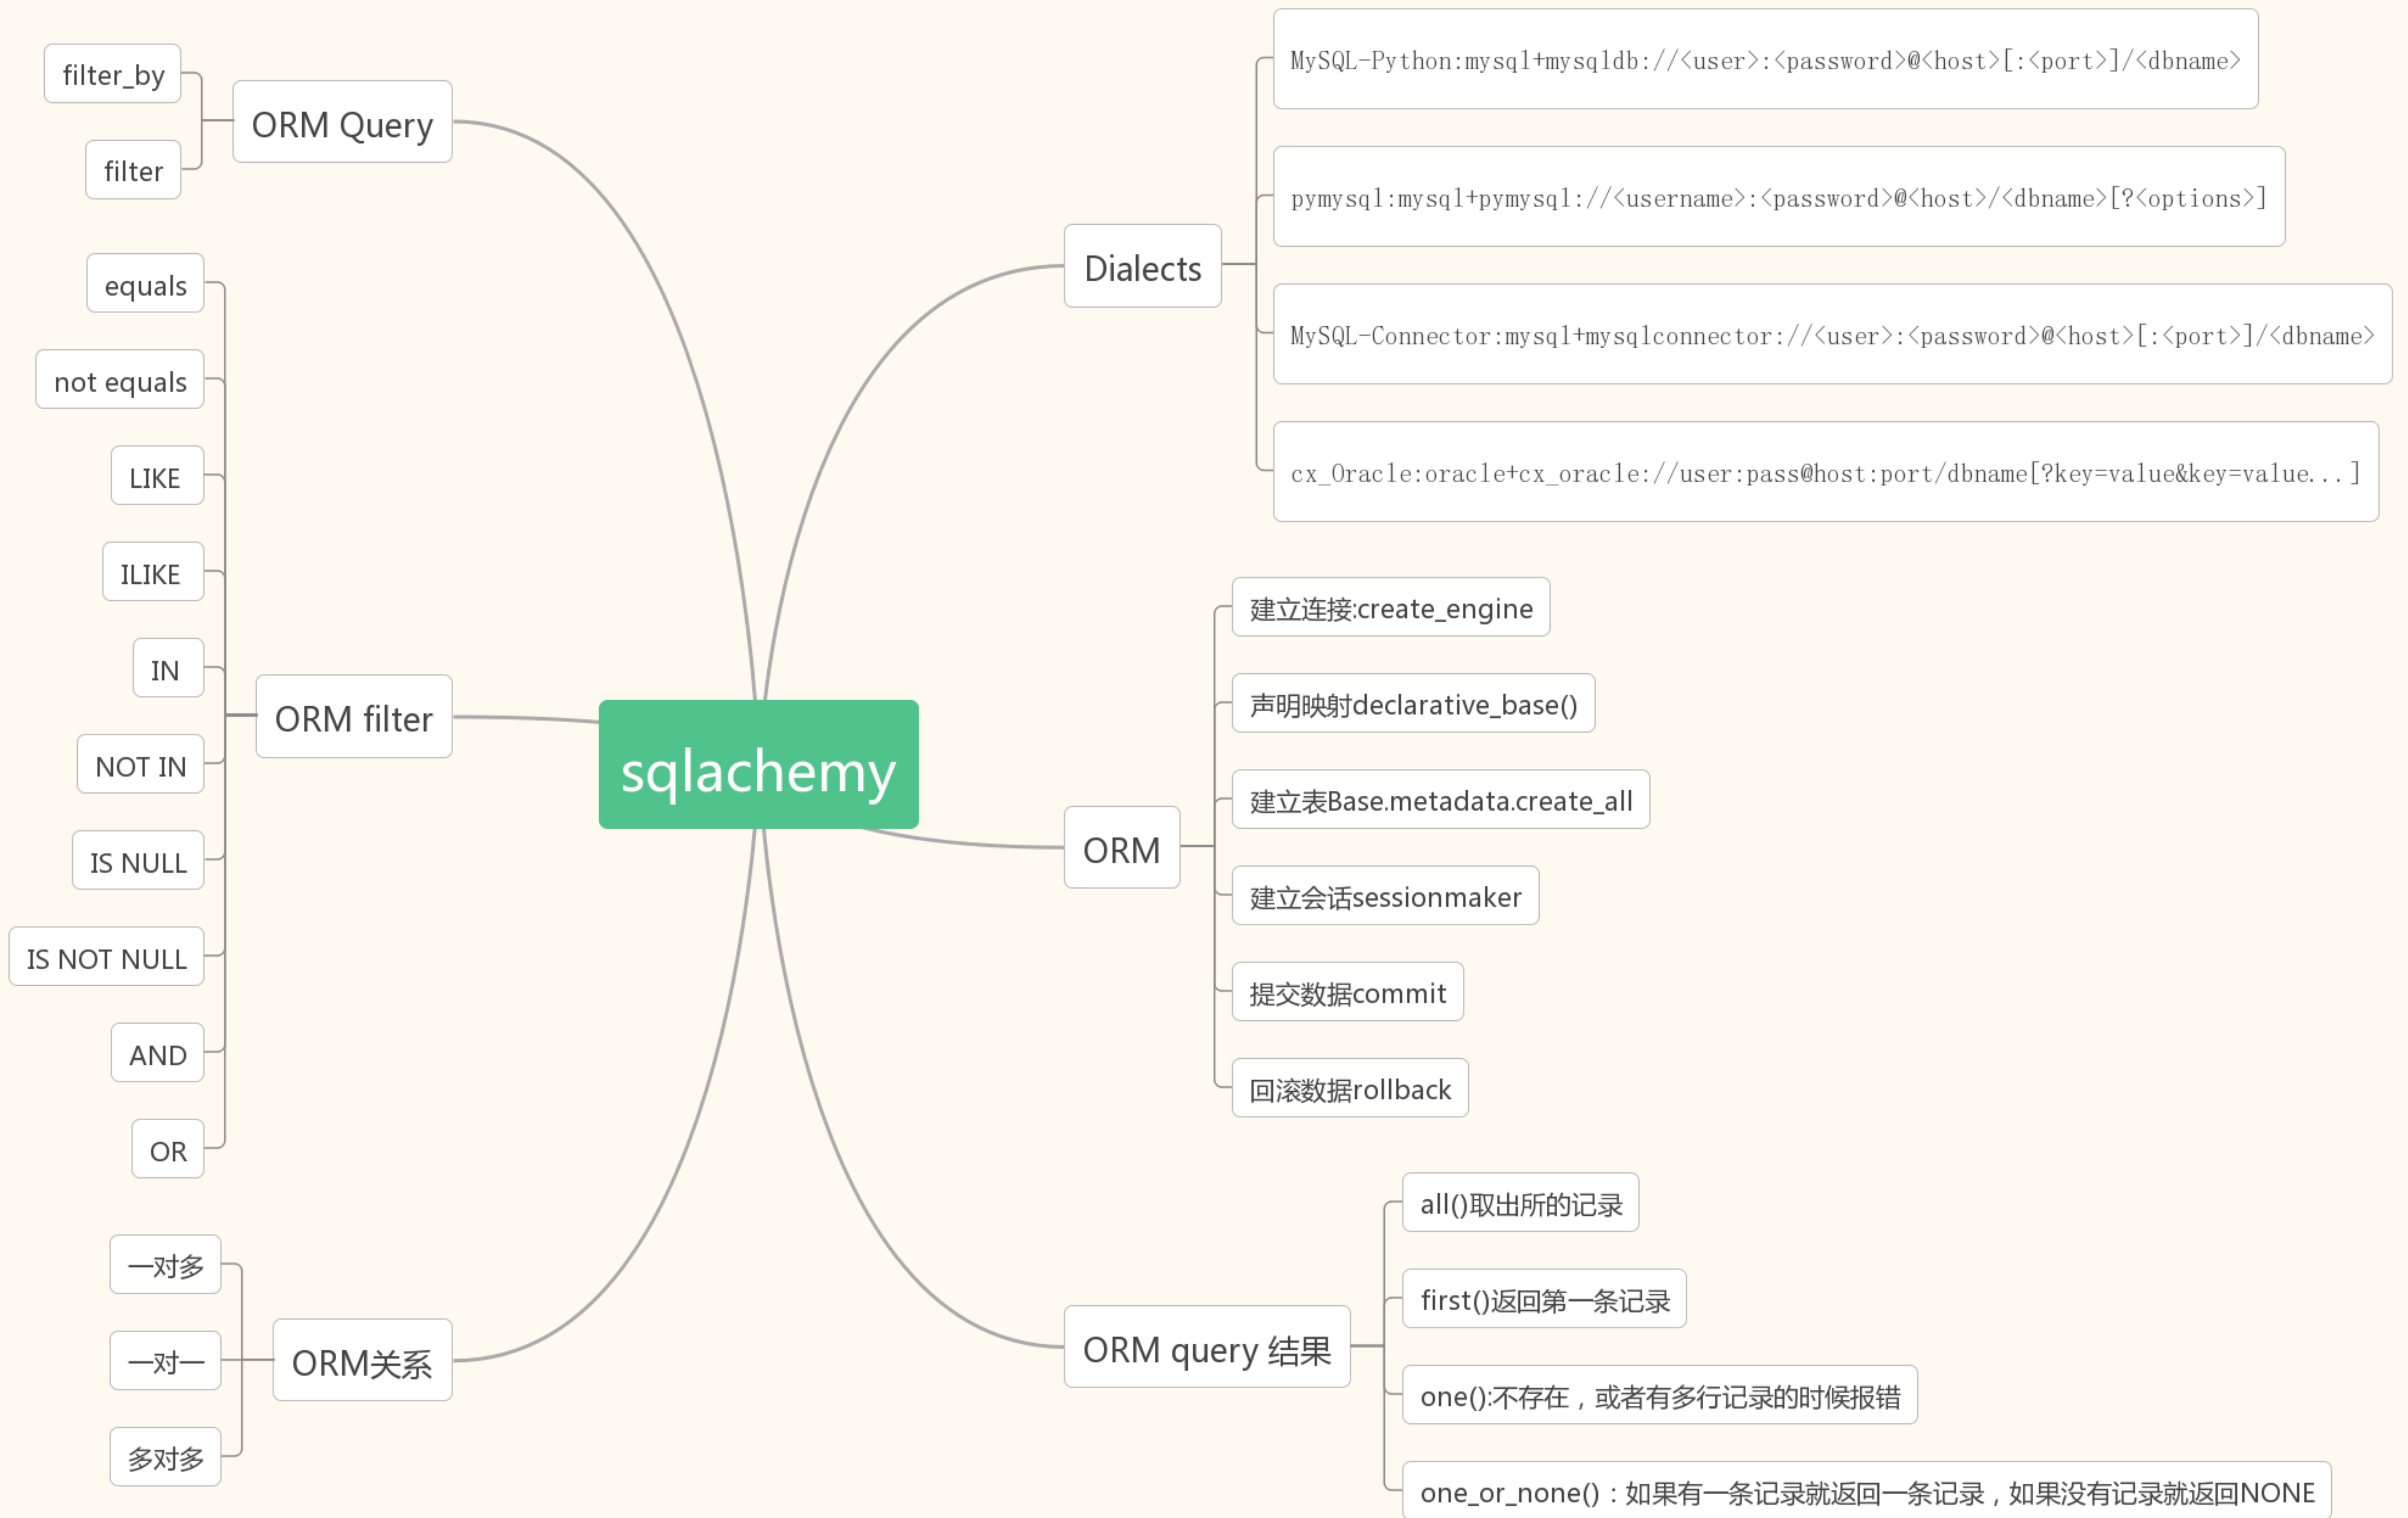 sqlachemy
Dialects
MySQL-Python:mysql+mysqldb://<user>:<password>@<host>[:<port>]/<dbname>
pymysql:mysql+pymysql://<username>:<password>@<host>/<dbname>[?<options>]
MySQL-Connector:mysql+mysqlconnector://<user>:<password>@<host>[:<port>]/<dbname>
cx_Oracle:oracle+cx_oracle://user:pass@host:port/dbname[?key=value&key=value...]
ORM
建立连接:create_engine
声明映射declarative_base()
建立表Base.metadata.create_all
建立会话sessionmaker
提交数据commit
回滚数据rollback
ORM query 结果
all()取出所的记录
first()返回第一条记录
one():不存在，或者有多行记录的时候报错
one_or_none()：如果有一条记录就返回一条记录，如果没有记录就返回NONE
ORM Query
filter_by
filter
ORM filter
equals
not equals
LIKE
ILIKE
IN
NOT IN
IS NULL
IS NOT NULL
AND
OR
ORM关系
一对多
一对一
多对多